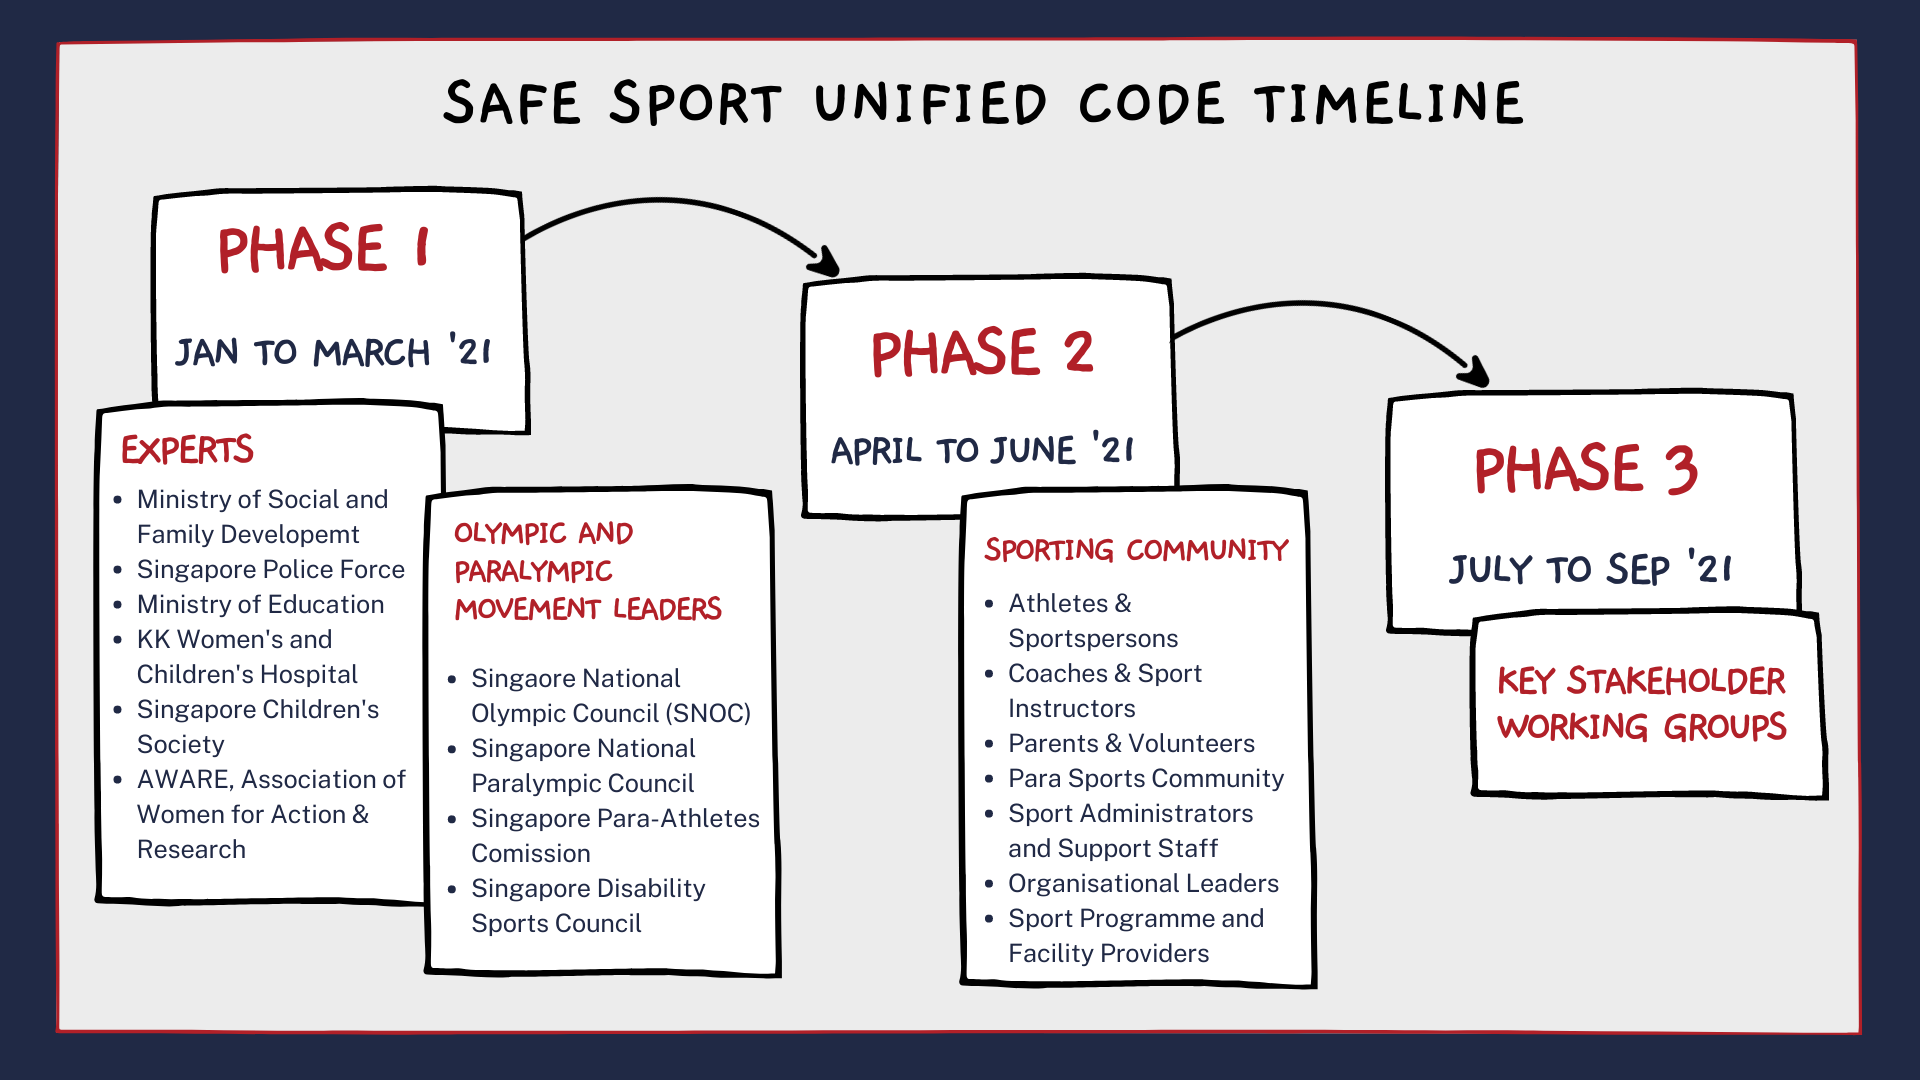 SAFE SPORT UNIFIED CODE TIMELINE
PHASE 1
JAN TO MARCH '21
EXPERTS
• Ministry of Social and
Family Developemt
• Singapore Police Force
• Ministry of Education
• KK Women's and
Children's Hospital
• Singapore Children's
Society
• AWARE, Association of
Women for Action &
Research
OLYMPIC AND
PARALYMPIC
MOVEMENT LEADERS
• Singaore National
Olympic Council (SNOC)
• Singapore National
Paralympic Council
• Singapore Para-Athletes
Comission
• Singapore Disability
Sports Council
PHASE 2
APRIL TO JUNE '21
SPORTING COMMUNITY
• Athletes &
Sportspersons
• Coaches & Sport
Instructors
• Parents & Volunteers
• Para Sports Community
• Sport Administrators
and Support Staff
• Organisational Leaders
• Sport Programme and
Facility Providers
PHASE 3
JULY TO SEP '21
KEY STAKEHOLDER
WORKING GROUPS